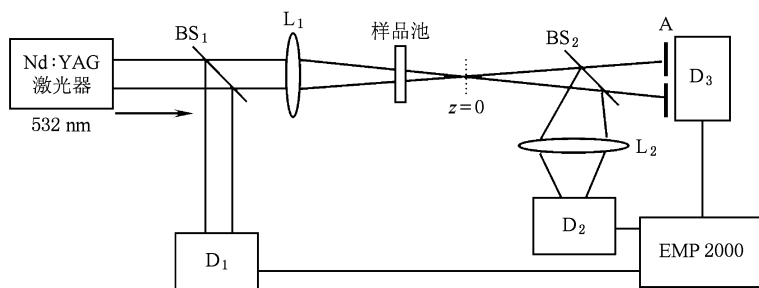 Nd:YAG
激光器
532 nm
BS₁
L₁
样品池
z=0
BS₂
A
D₃
L₂
D₂
D₁
EMP 2000